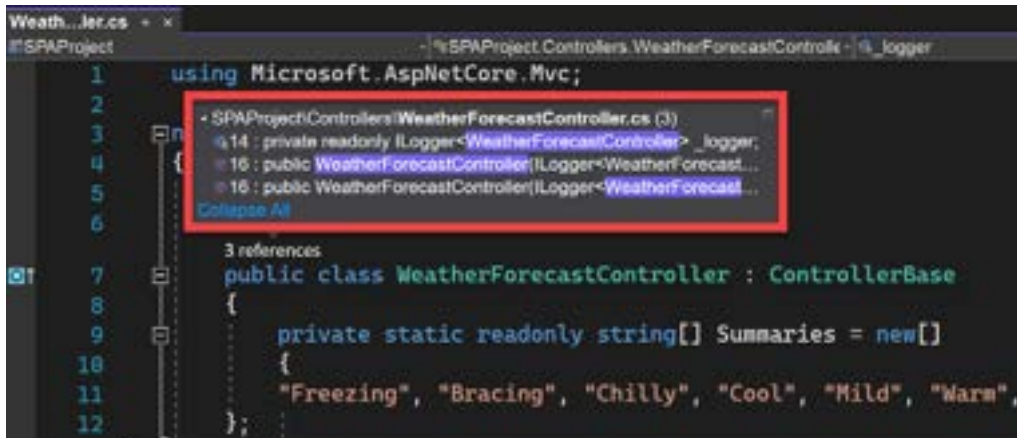 Weath...ler.cs
SPAProject
SPAProject.Controllers.WeatherForecastControlle
_logger
1 using Microsoft.AspNetCore.Mvc;
2
SPAProject\Controllers\WeatherForecastController.cs (3)
3 n
14 : private readonly ILogger<WeatherForecastController> _logger;
4 {
16 : public WeatherForecastController(ILogger<WeatherForecast...
5
16 : public WeatherForecastController(ILogger<WeatherForecast...
6
Collapse All
3 references
7 public class WeatherForecastController : ControllerBase
8 {
9 private static readonly string[] Summaries = new[]
10 {
11 "Freezing", "Bracing", "Chilly", "Cool", "Mild", "Warm",
12 };